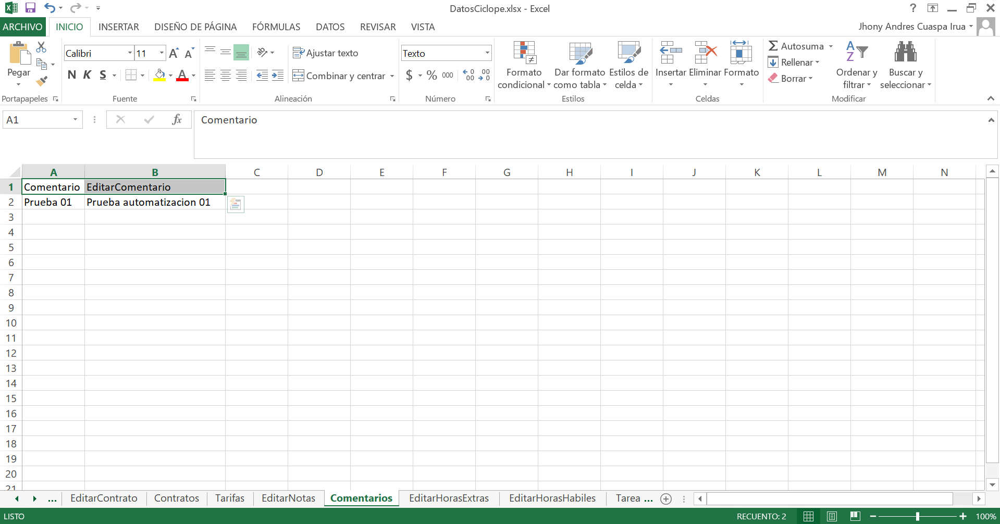 DatosCiclope.xlsx - Excel
ARCHIVO INICIO INSERTAR DISEÑO DE PÁGINA FÓRMULAS DATOS REVISAR VISTA Jhony Andres Cuaspa Irua
Pegar
Portapapeles
Calibri 11
N K S A
Fuente
Ajustar texto
Combinar y centrar
Alineación
Texto
$ % 000
Número
Formato condicional
Dar formato como tabla
Estilos de celda
Estilos
Insertar Eliminar Formato
Celdas
Autosuma
Rellenar
Borrar
Ordenar y filtrar
Buscar y seleccionar
Modificar
A1 fx Comentario
A B C D E F G H I J K L M N
1 Comentario EditarComentario
2 Prueba 01 Prueba automatizacion 01
3
4
5
6
7
8
9
10
11
12
13
14
15
16
17
18
19
20
21
... EditarContrato Contratos Tarifas EditarNotas Comentarios EditarHorasExtras EditarHorasHabiles Tarea ...
LISTO RECUENTO: 2 100%